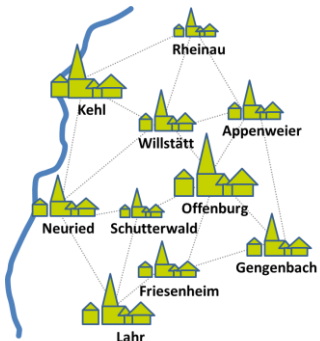 Rheinau
Kehl
Appenweier
Willstätt
Offenburg
Neuried
Schutterwald
Gengenbach
Friesenheim
Lahr